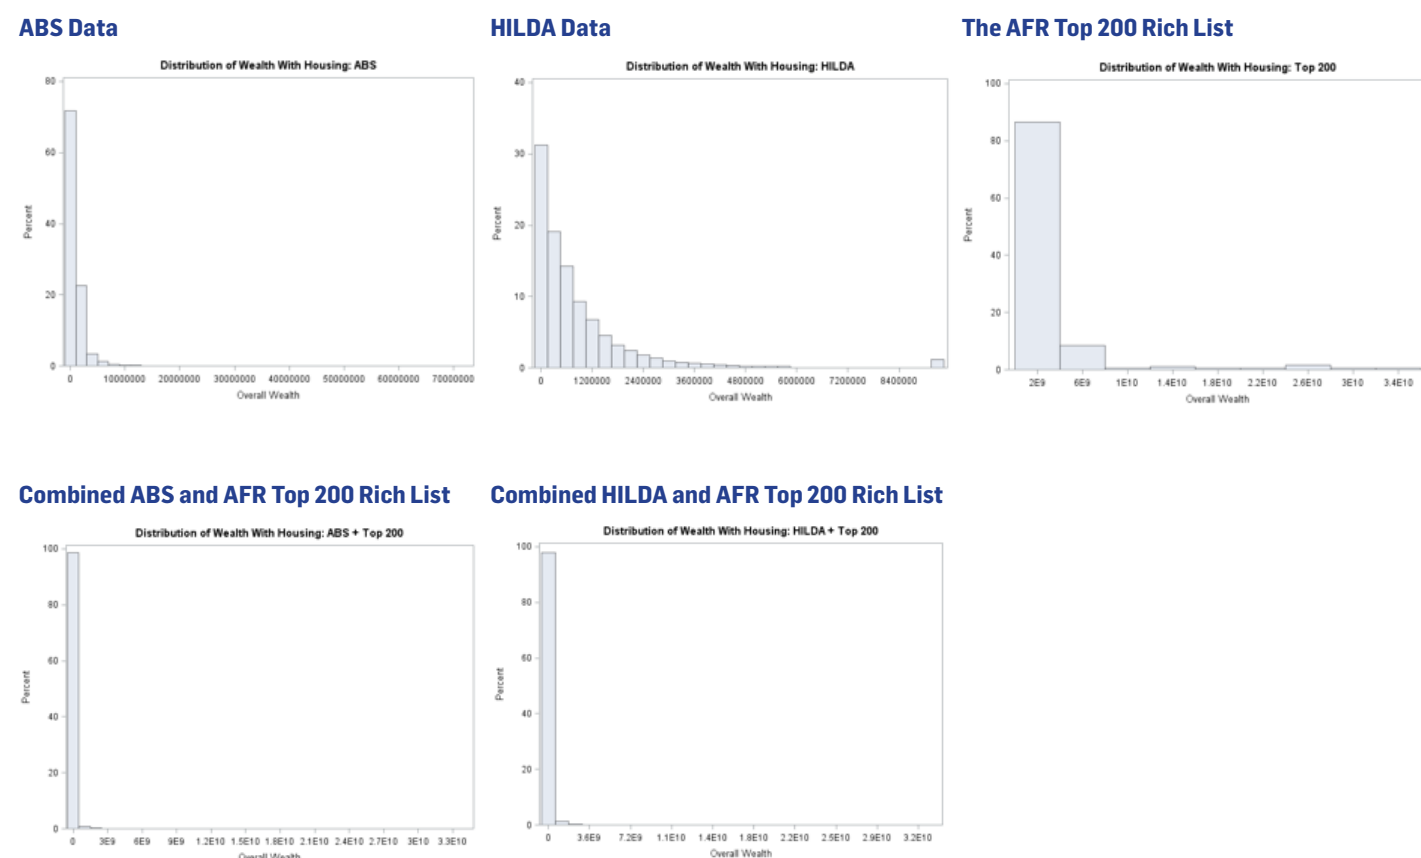 ABS Data
Distribution of Wealth With Housing: ABS
Percent
80
60
40
20
0
0 10000000 20000000 30000000 40000000 50000000 60000000 70000000
Overall Wealth
HILDA Data
Distribution of Wealth With Housing: HILDA
Percent
40
30
20
10
0
0 1200000 2400000 3600000 4800000 6000000 7200000 8400000
Overall Wealth
The AFR Top 200 Rich List
Distribution of Wealth With Housing: Top 200
Percent
100
80
60
40
20
0
2E9 6E9 1E10 1.4E10 1.8E10 2.2E10 2.6E10 3E10 3.4E10
Overall Wealth
Combined ABS and AFR Top 200 Rich List
Distribution of Wealth With Housing: ABS + Top 200
Percent
100
80
60
40
20
0
0 3E9 6E9 9E9 1.2E10 1.5E10 1.8E10 2.1E10 2.4E10 2.7E10 3E10 3.3E10
Overall Wealth
Combined HILDA and AFR Top 200 Rich List
Distribution of Wealth With Housing: HILDA + Top 200
Percent
100
80
60
40
20
0
0 3.6E9 7.2E9 1.1E10 1.4E10 1.8E10 2.2E10 2.5E10 2.9E10 3.2E10
Overall Wealth